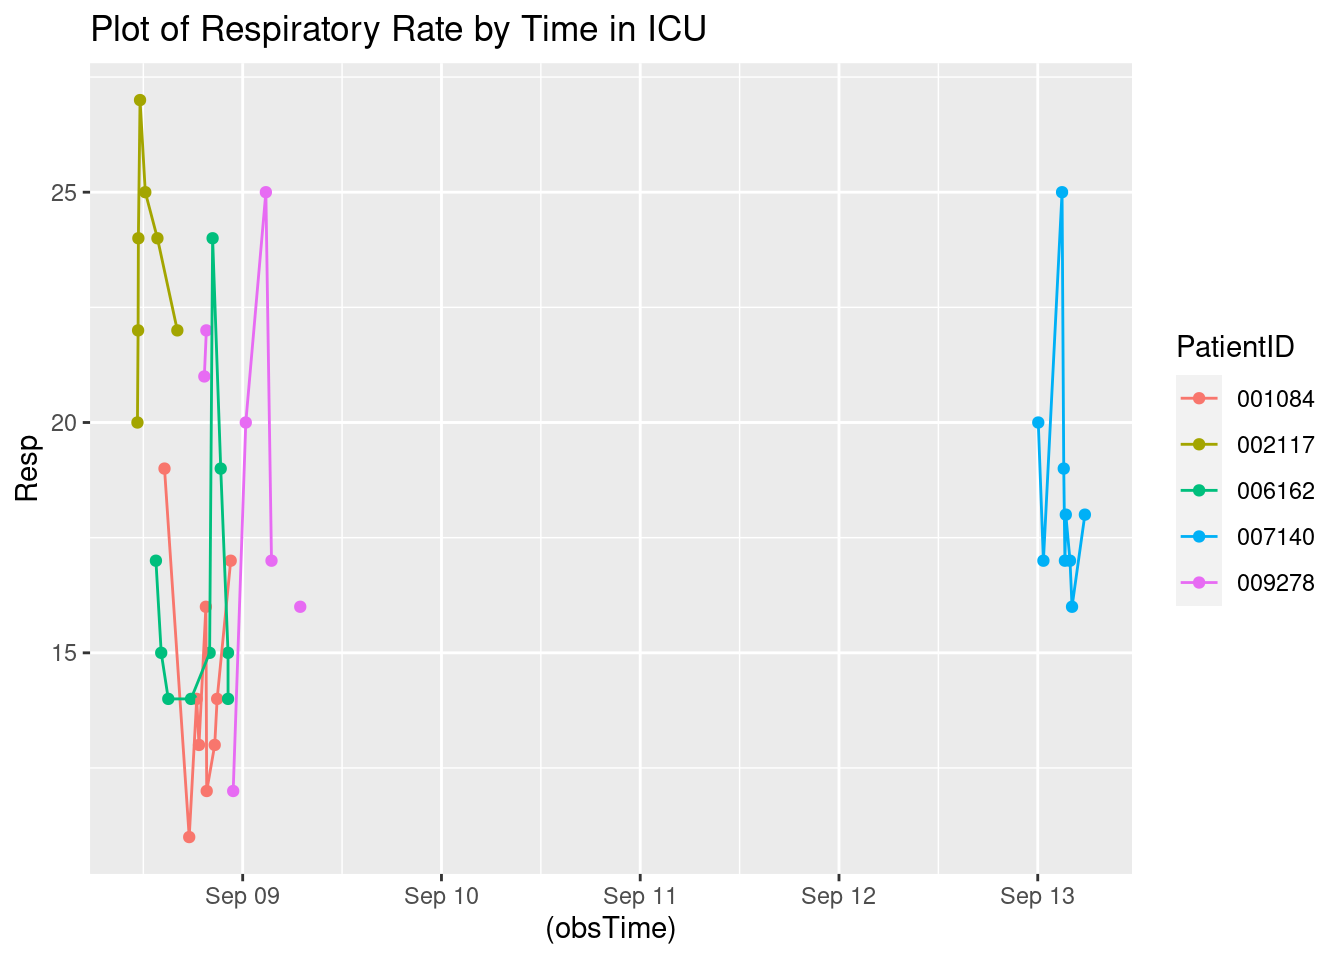 Plot of Respiratory Rate by Time in ICU
25
20
15
Resp
Sep 09
Sep 10
Sep 11
Sep 12
Sep 13
(obsTime)
PatientID
001084
002117
006162
007140
009278